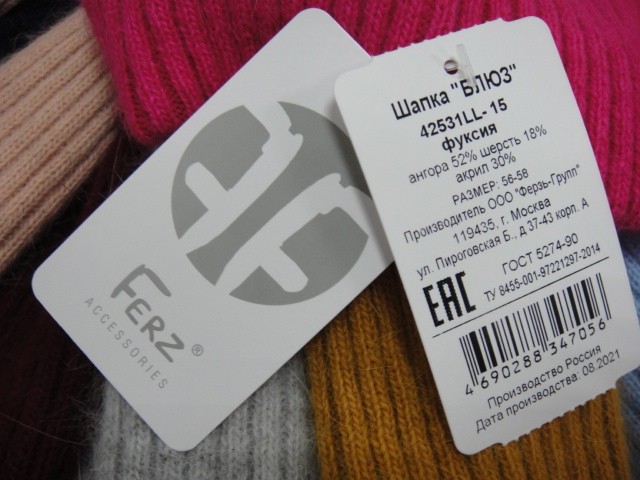 FERZ®
ACCESSORIES
Шапка "БЛЮЗ"
42531LL-15
фуксия
ангора 52% шерсть 18%
акрил 30%
РАЗМЕР: 56-58
Производитель ООО "Ферзь-Групп"
119435, г. Москва
ул. Пироговская Б., д.37-43 корп. А
ГОСТ 5274-90
ТУ 8455-001-97221297-2014
EAC
4 690288 347056
Производство Россия
Дата производства: 08.2021